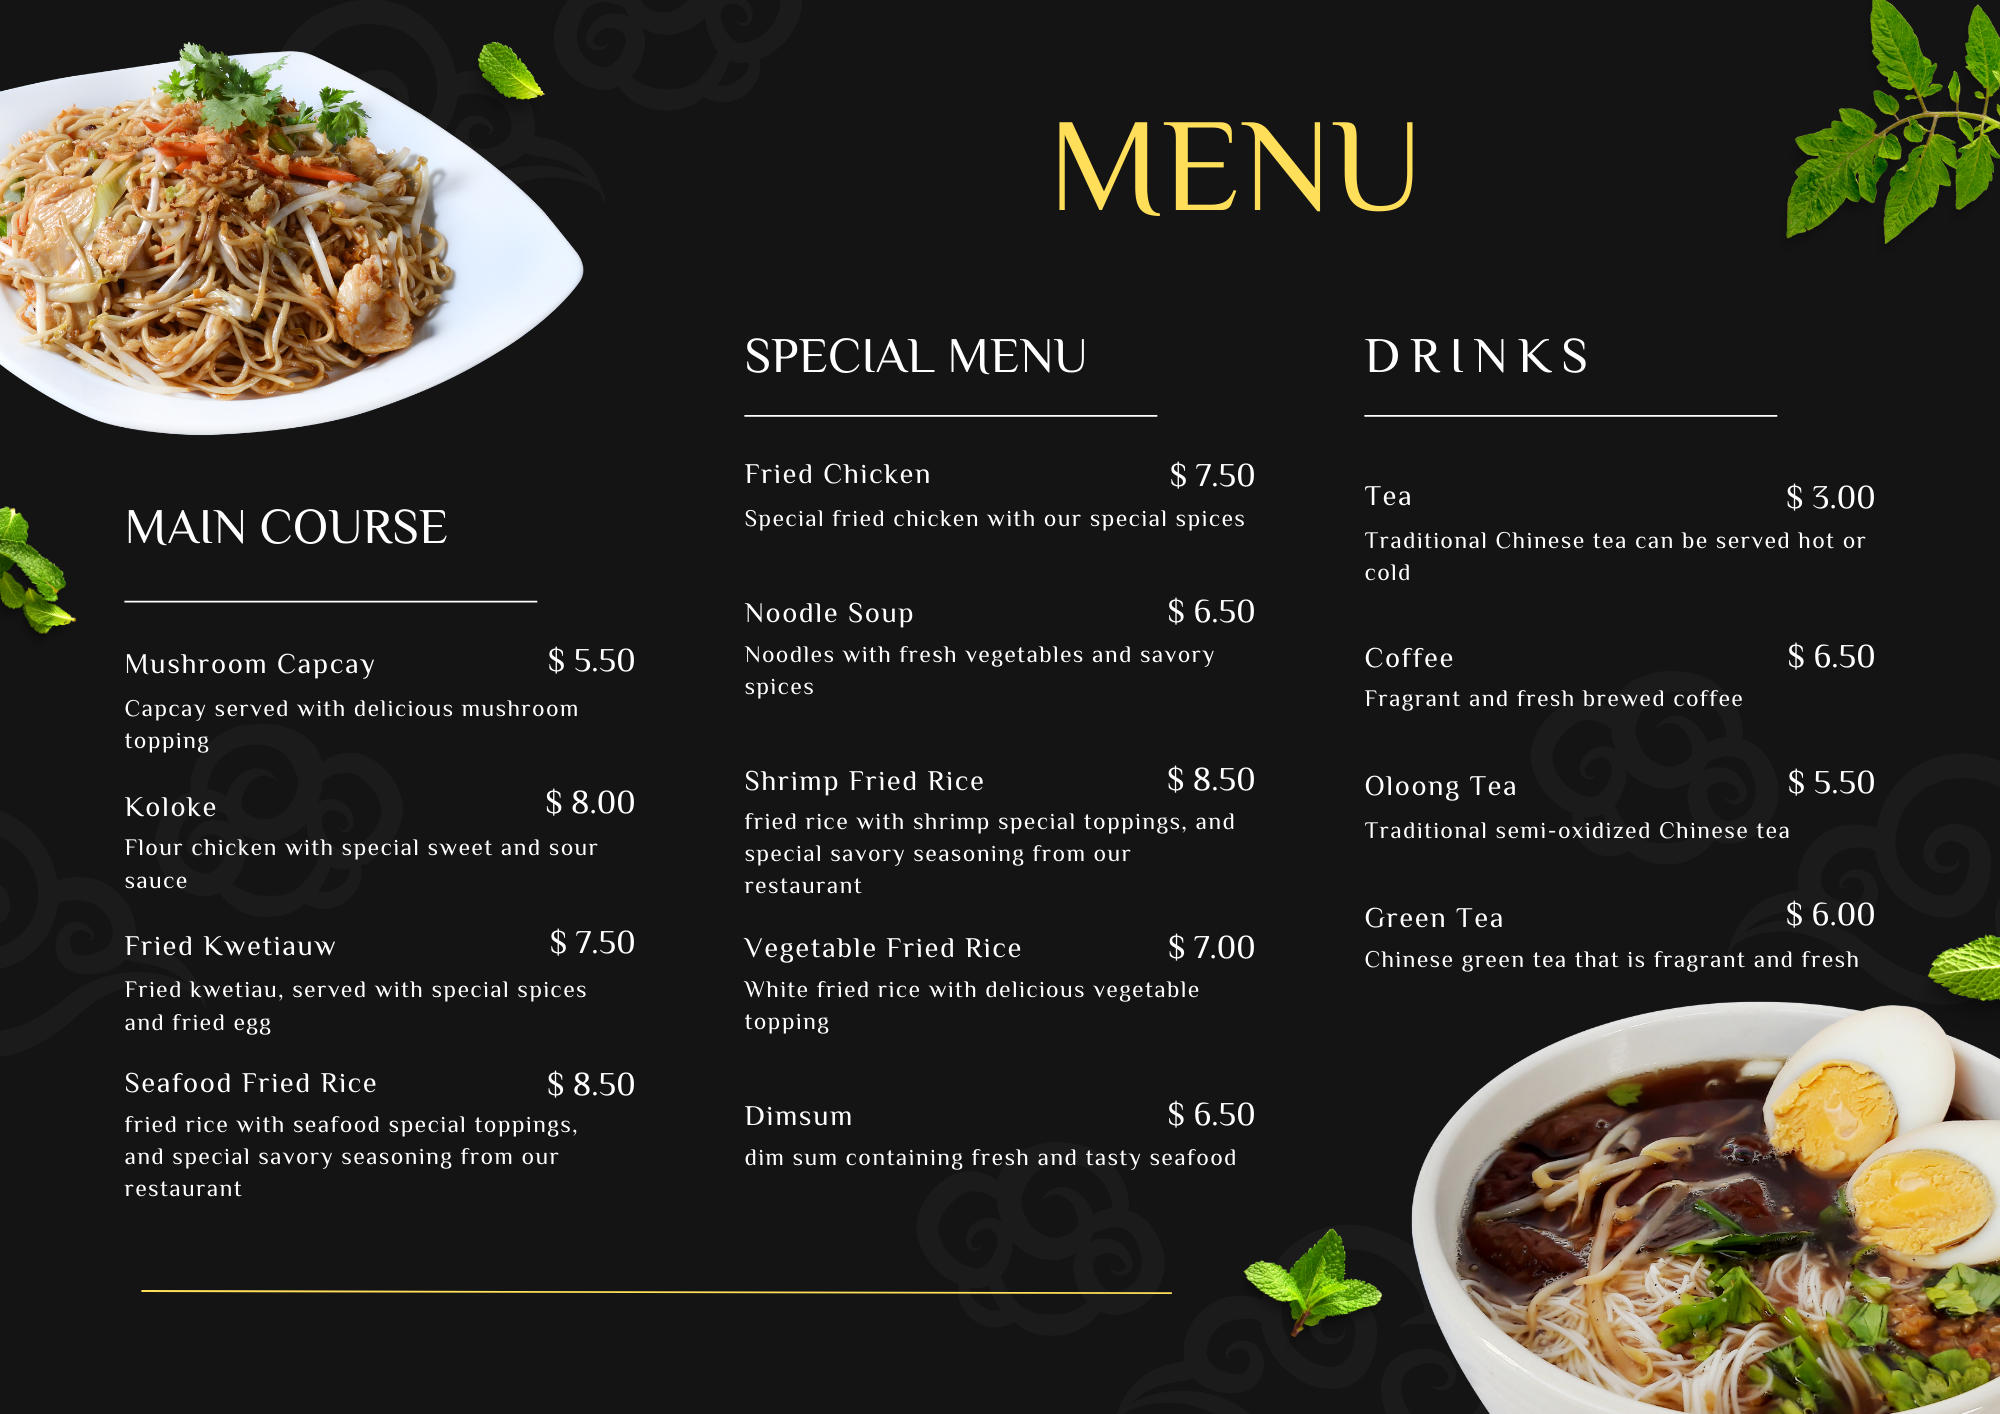 MENU
MAIN COURSE
Mushroom Capcay $ 5.50
Capcay served with delicious mushroom
topping
Koloke $ 8.00
Flour chicken with special sweet and sour
sauce
Fried Kwetiauw $ 7.50
Fried kwetiau, served with special spices
and fried egg
Seafood Fried Rice $ 8.50
fried rice with seafood special toppings,
and special savory seasoning from our
restaurant
SPECIAL MENU
Fried Chicken $ 7.50
Special fried chicken with our special spices
Noodle Soup $ 6.50
Noodles with fresh vegetables and savory
spices
Shrimp Fried Rice $ 8.50
fried rice with shrimp special toppings, and
special savory seasoning from our
restaurant
Vegetable Fried Rice $ 7.00
White fried rice with delicious vegetable
topping
Dimsum $ 6.50
dim sum containing fresh and tasty seafood
DRINKS
Tea $ 3.00
Traditional Chinese tea can be served hot or
cold
Coffee $ 6.50
Fragrant and fresh brewed coffee
Oloong Tea $ 5.50
Traditional semi-oxidized Chinese tea
Green Tea $ 6.00
Chinese green tea that is fragrant and fresh